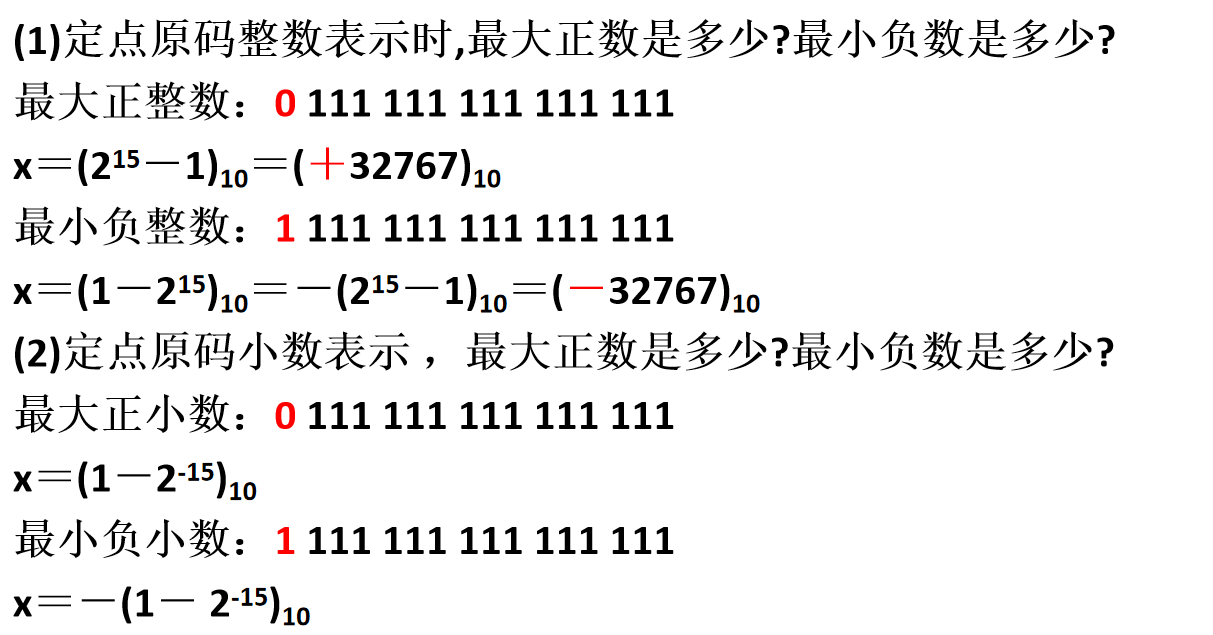 (1)定点原码整数表示时,最大正数是多少?最小负数是多少?
最大正整数：0 111 111 111 111 111
x＝(2¹⁵－1)₁₀＝(＋32767)₁₀
最小负整数：1 111 111 111 111 111
x＝(1－2¹⁵)₁₀＝－(2¹⁵－1)₁₀＝(－32767)₁₀
(2)定点原码小数表示，最大正数是多少?最小负数是多少?
最大正小数：0 111 111 111 111 111
x＝(1－2⁻¹⁵)₁₀
最小负小数：1 111 111 111 111 111
x＝－(1－ 2⁻¹⁵)₁₀